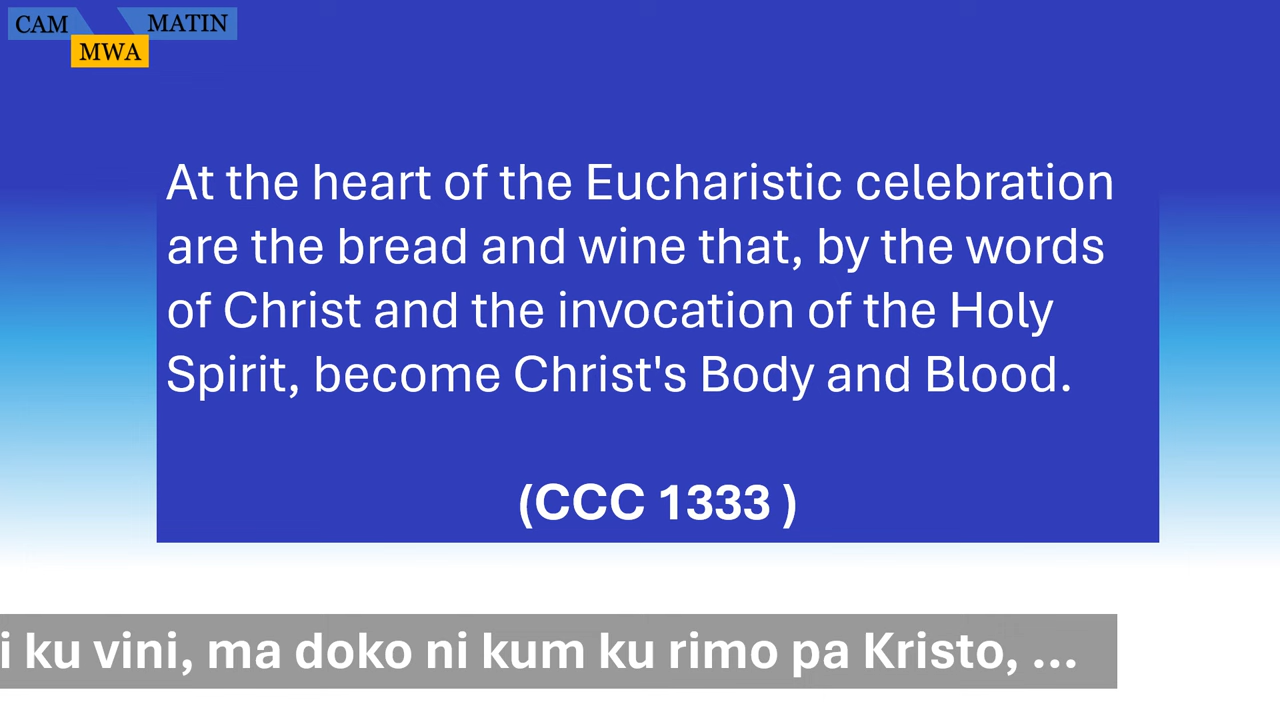 CAM MATIN
MWA
At the heart of the Eucharistic celebration
are the bread and wine that, by the words
of Christ and the invocation of the Holy
Spirit, become Christ's Body and Blood.
(CCC 1333 )
i ku vini, ma doko ni kum ku rimo pa Kristo, ...